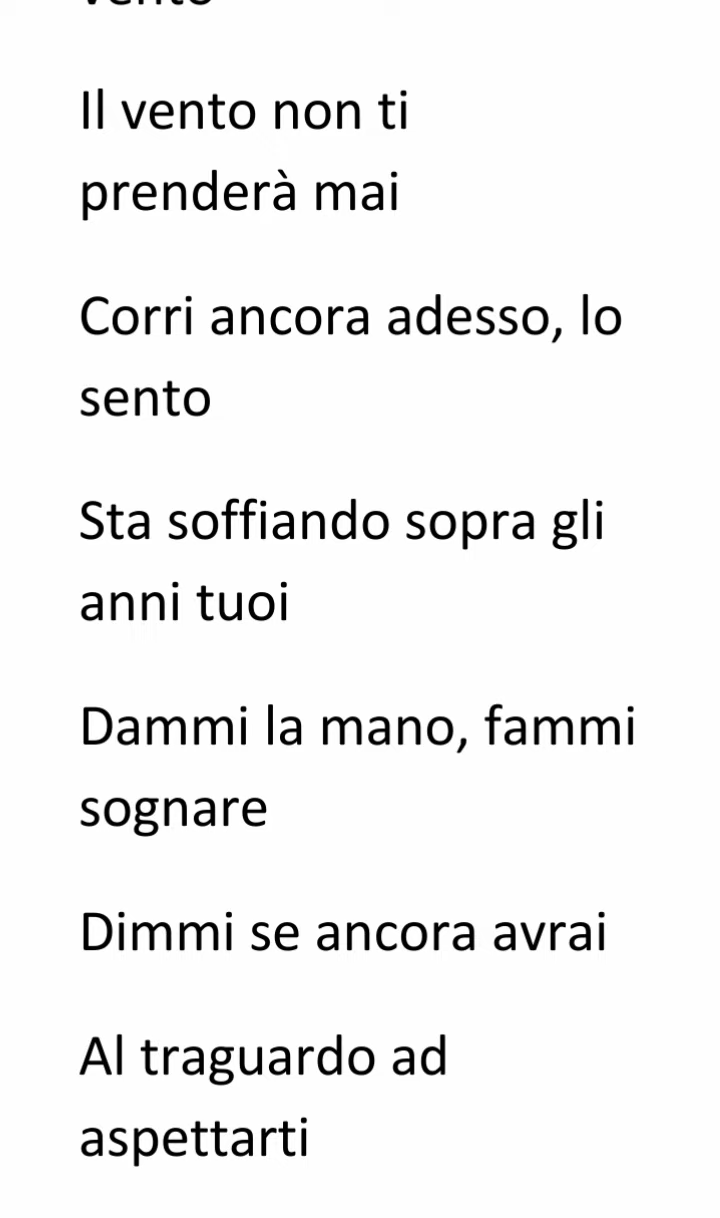 Il vento non ti
prenderà mai
Corri ancora adesso, lo
sento
Sta soffiando sopra gli
anni tuoi
Dammi la mano, fammi
sognare
Dimmi se ancora avrai
Al traguardo ad
aspettarti